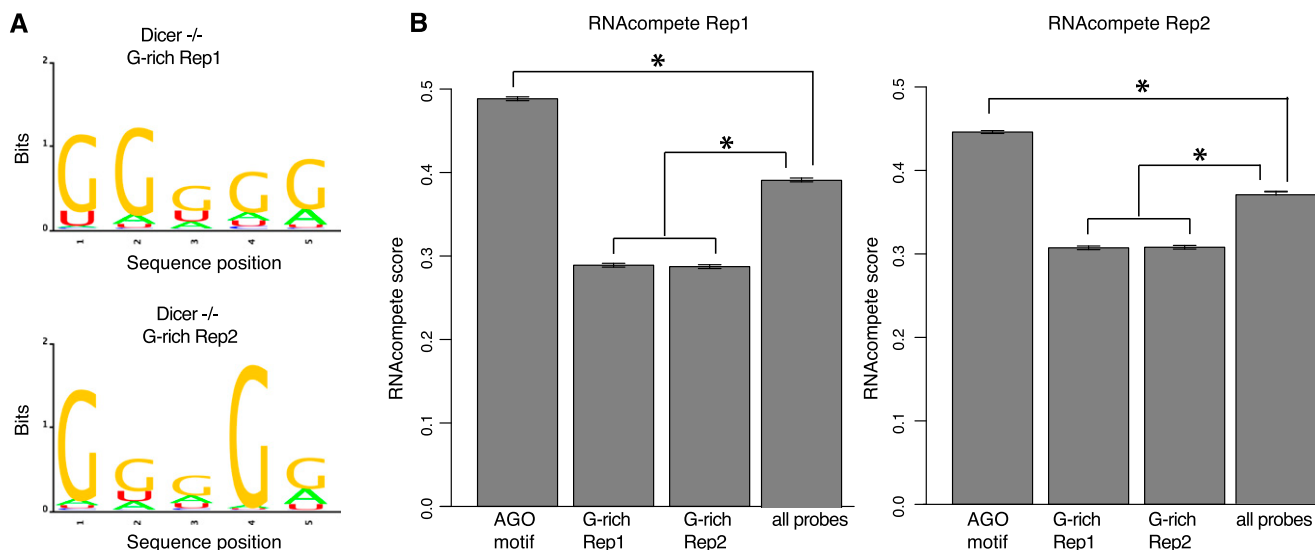 A
Dicer -/-
G-rich Rep1
2
1
0
Bits
G G G G G
U A U A A
A U A U U
1 2 3 4 5
Sequence position
Dicer -/-
G-rich Rep2
2
1
0
Bits
G G G G G
A U A A
A U U
1 2 3 4 5
Sequence position
B
RNAcompete Rep1
RNAcompete score
0.5
0.4
0.3
0.2
0.1
0.0
*
*
AGO motif
G-rich Rep1
G-rich Rep2
all probes
RNAcompete Rep2
RNAcompete score
0.5
0.4
0.3
0.2
0.1
0.0
*
*
AGO motif
G-rich Rep1
G-rich Rep2
all probes